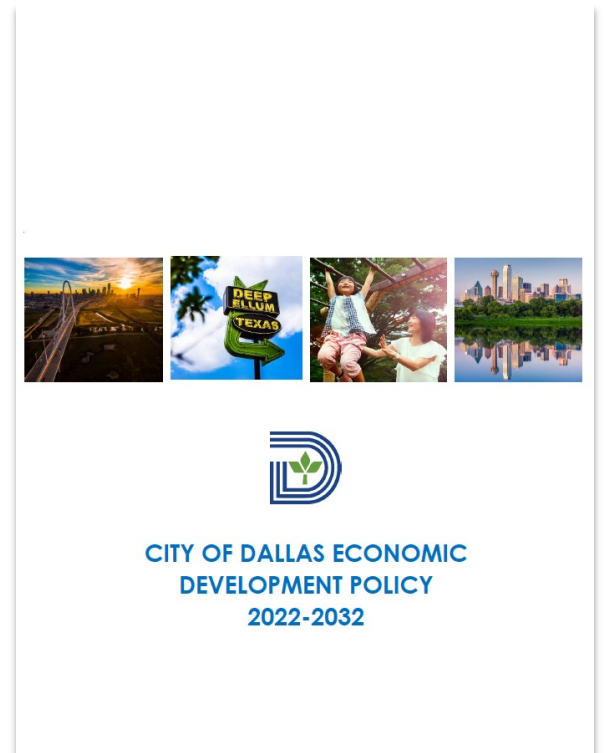 DEEP
ELLUM
TEXAS
CITY OF DALLAS ECONOMIC
DEVELOPMENT POLICY
2022-2032